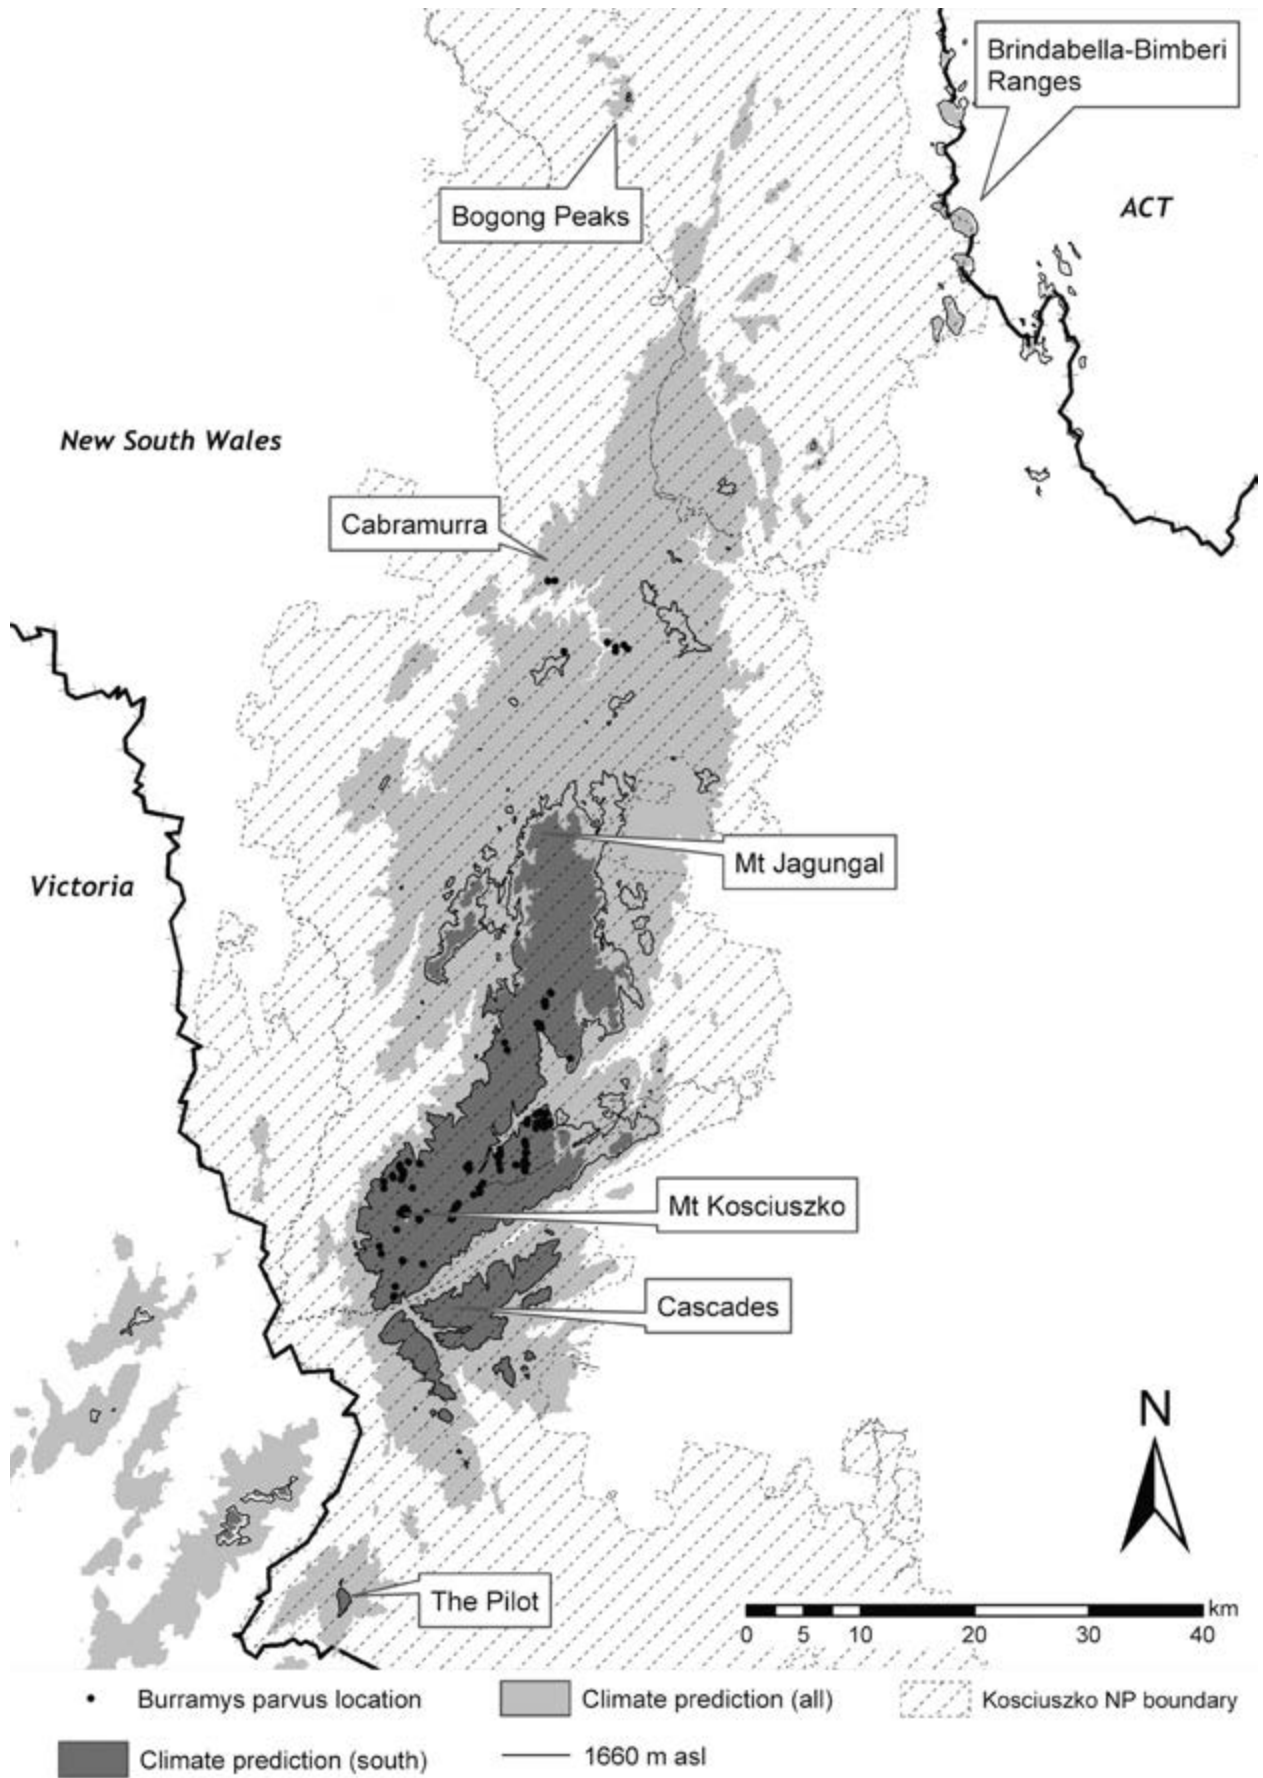 Brindabella-Bimberi
Ranges
ACT
Bogong Peaks
New South Wales
Cabramurra
Mt Jagungal
Victoria
Mt Kosciuszko
Cascades
N
The Pilot
km
0 5 10 20 30 40
Burramys parvus location
Climate prediction (all)
Kosciuszko NP boundary
Climate prediction (south)
1660 m asl